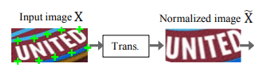 Input image X
Normalized image X̃
UNITED
Trans.
UNITED